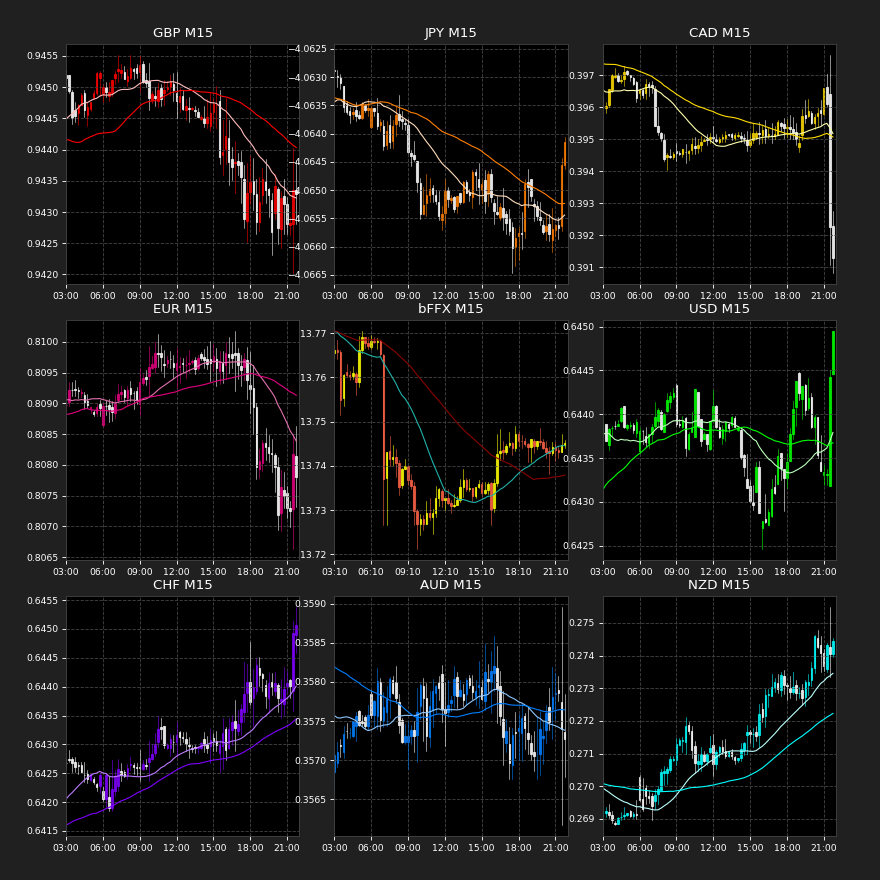 GBP M15 JPY M15 CAD M15
0.9455 0.9450 0.9445 0.9440 0.9435 0.9430 0.9425 0.9420
03:00 06:00 09:00 12:00 15:00 18:00 21:00
−4.0625 −4.0630 −4.0635 −4.0640 −4.0645 −4.0650 −4.0655 −4.0660 −4.0665
03:00 06:00 09:00 12:00 15:00 18:00 21:00
0.397 0.396 0.395 0.394 0.393 0.392 0.391
03:00 06:00 09:00 12:00 15:00 18:00 21:00
EUR M15 bFFX M15 USD M15
0.8100 0.8095 0.8090 0.8085 0.8080 0.8075 0.8070 0.8065
03:00 06:00 09:00 12:00 15:00 18:00 21:00
13.77 13.76 13.75 13.74 13.73 13.72
03:10 06:10 09:10 12:10 15:10 18:10 21:10
0.6450 0.6445 0.6440 0.6435 0.6430 0.6425
03:00 06:00 09:00 12:00 15:00 18:00 21:00
CHF M15 AUD M15 NZD M15
0.6455 0.6450 0.6445 0.6440 0.6435 0.6430 0.6425 0.6420 0.6415
03:00 06:00 09:00 12:00 15:00 18:00 21:00
0.3590 0.3585 0.3580 0.3575 0.3570 0.3565
03:00 06:00 09:00 12:00 15:00 18:00 21:00
0.275 0.274 0.273 0.272 0.271 0.270 0.269
03:00 06:00 09:00 12:00 15:00 18:00 21:00